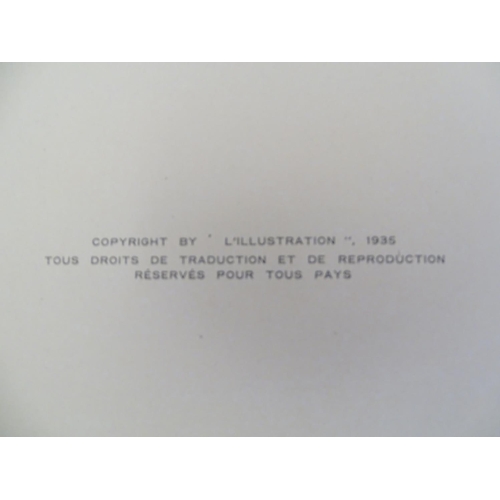 COPYRIGHT BY " L'ILLUSTRATION ", 1935
TOUS DROITS DE TRADUCTION ET DE REPRODUCTION
RÉSERVÉS POUR TOUS PAYS